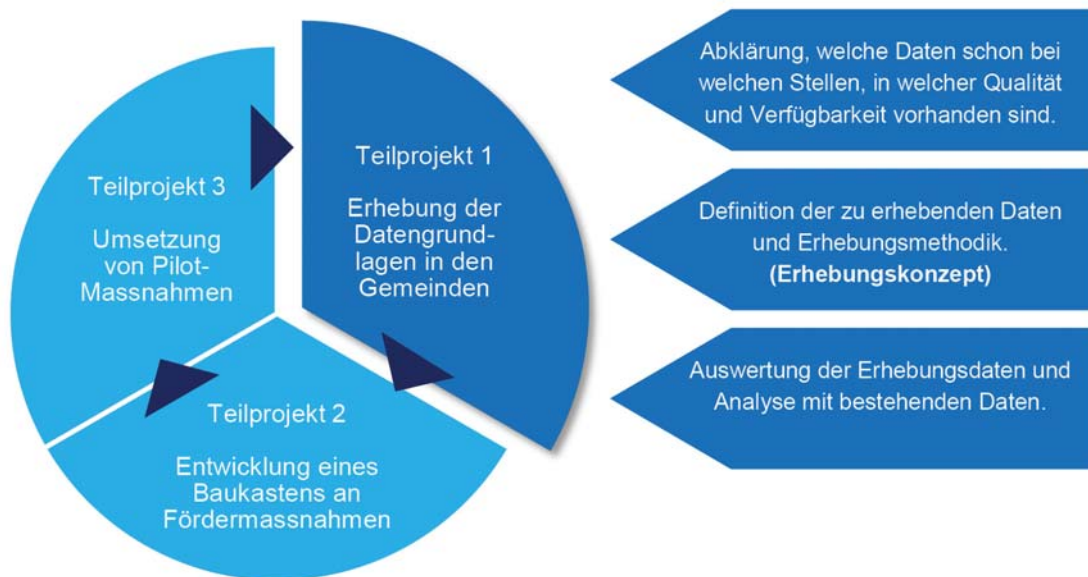 Teilprojekt 1
Erhebung der
Datengrund-
lagen in den
Gemeinden
Teilprojekt 2
Entwicklung eines
Baukastens an
Fördermassnahmen
Teilprojekt 3
Umsetzung
von Pilot-
Massnahmen
Abklärung, welche Daten schon bei
welchen Stellen, in welcher Qualität
und Verfügbarkeit vorhanden sind.
Definition der zu erhebenden Daten
und Erhebungsmethodik.
(Erhebungskonzept)
Auswertung der Erhebungsdaten und
Analyse mit bestehenden Daten.